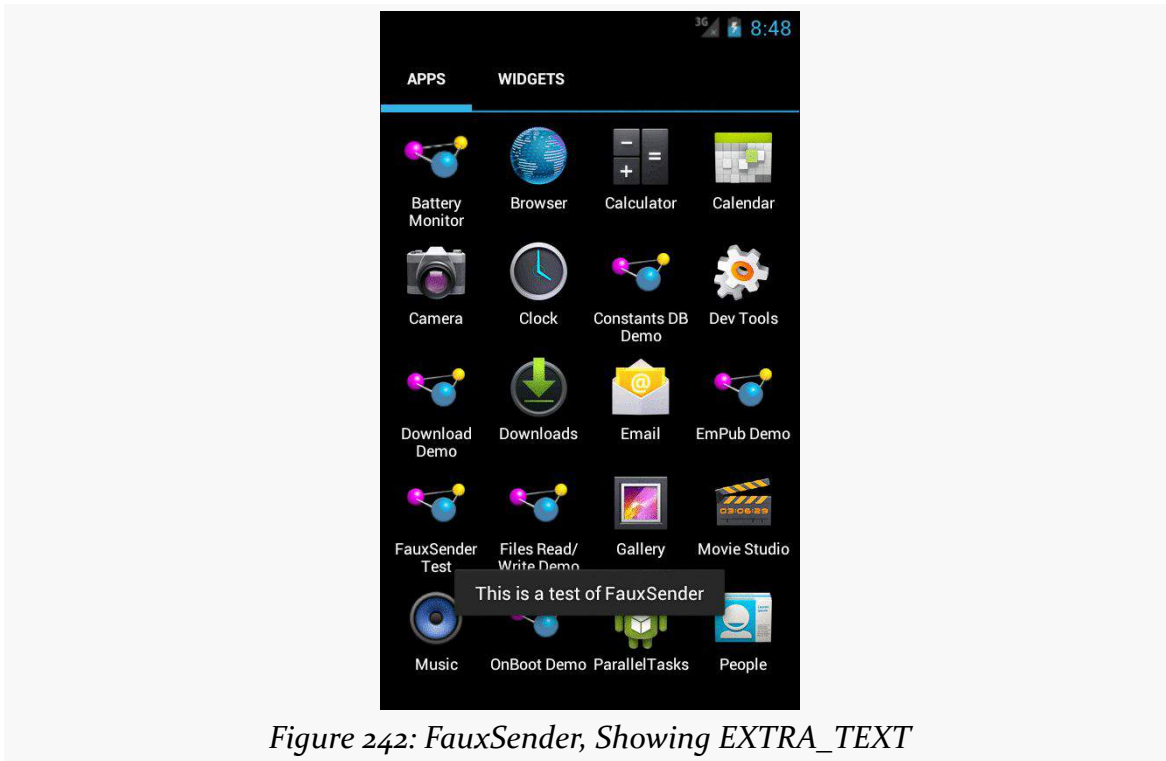 3G 8:48
APPS WIDGETS
Battery Monitor
Browser
Calculator
Calendar
Camera
Clock
Constants DB Demo
Dev Tools
Download Demo
Downloads
@
Email
EmPub Demo
FauxSender Test
Files Read/ Write Demo
Gallery
03:06:29
Movie Studio
This is a test of FauxSender
Music
OnBoot Demo
ParallelTasks
People
Figure 242: FauxSender, Showing EXTRA_TEXT